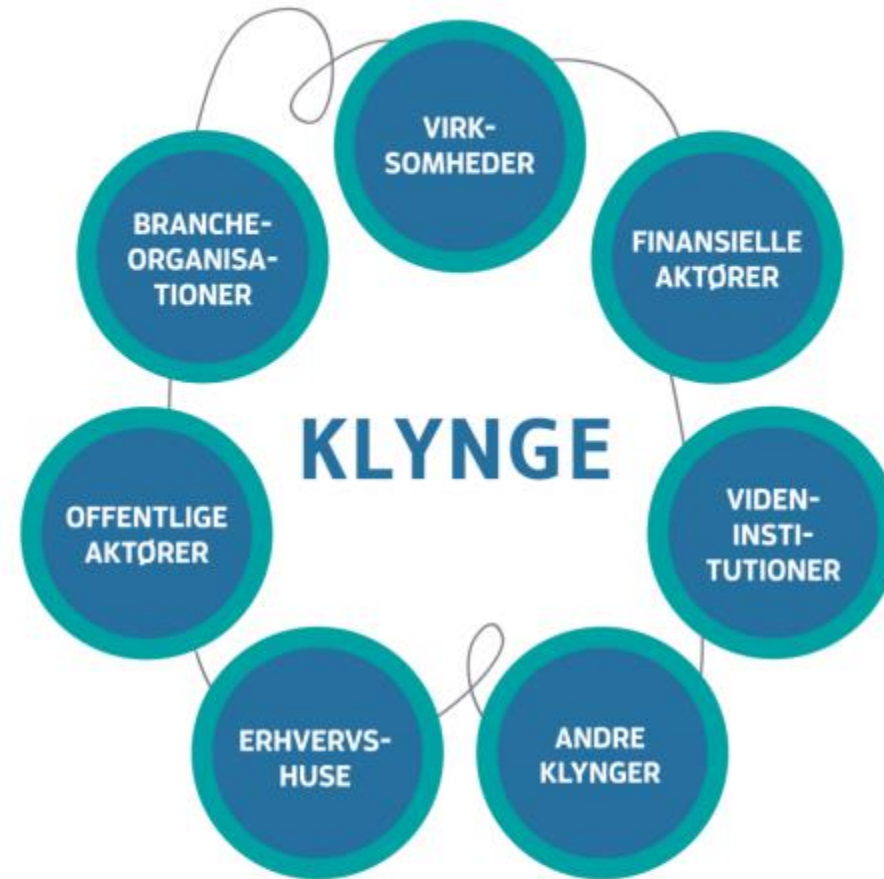 VIRK-
SOMHEDER
FINANSIELLE
AKTØRER
VIDEN-
INSTI-
TUTIONER
ANDRE
KLYNGER
ERHVERVS-
HUSE
OFFENTLIGE
AKTØRER
BRANCHE-
ORGANISA-
TIONER
KLYNGE